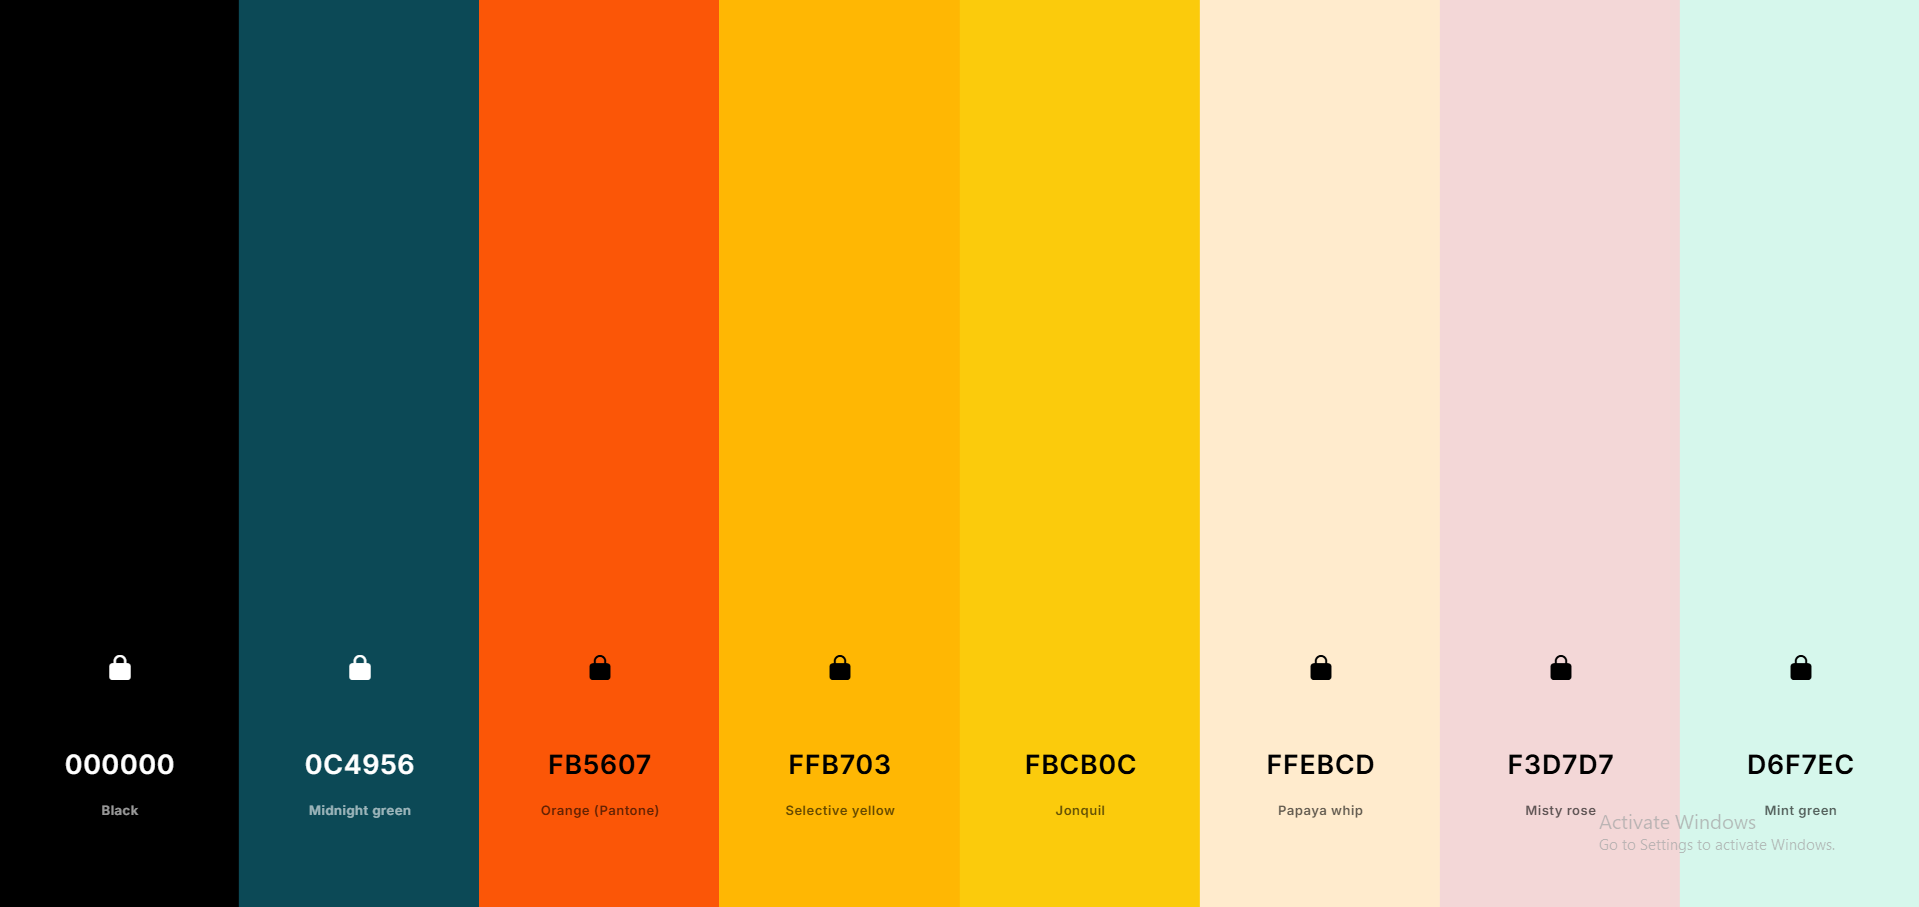 000000
Black
0C4956
Midnight green
FB5607
Orange (Pantone)
FFB703
Selective yellow
FBCB0C
Jonquil
FFEBCD
Papaya whip
F3D7D7
Misty rose
D6F7EC
Mint green
Activate Windows
Go to Settings to activate Windows.